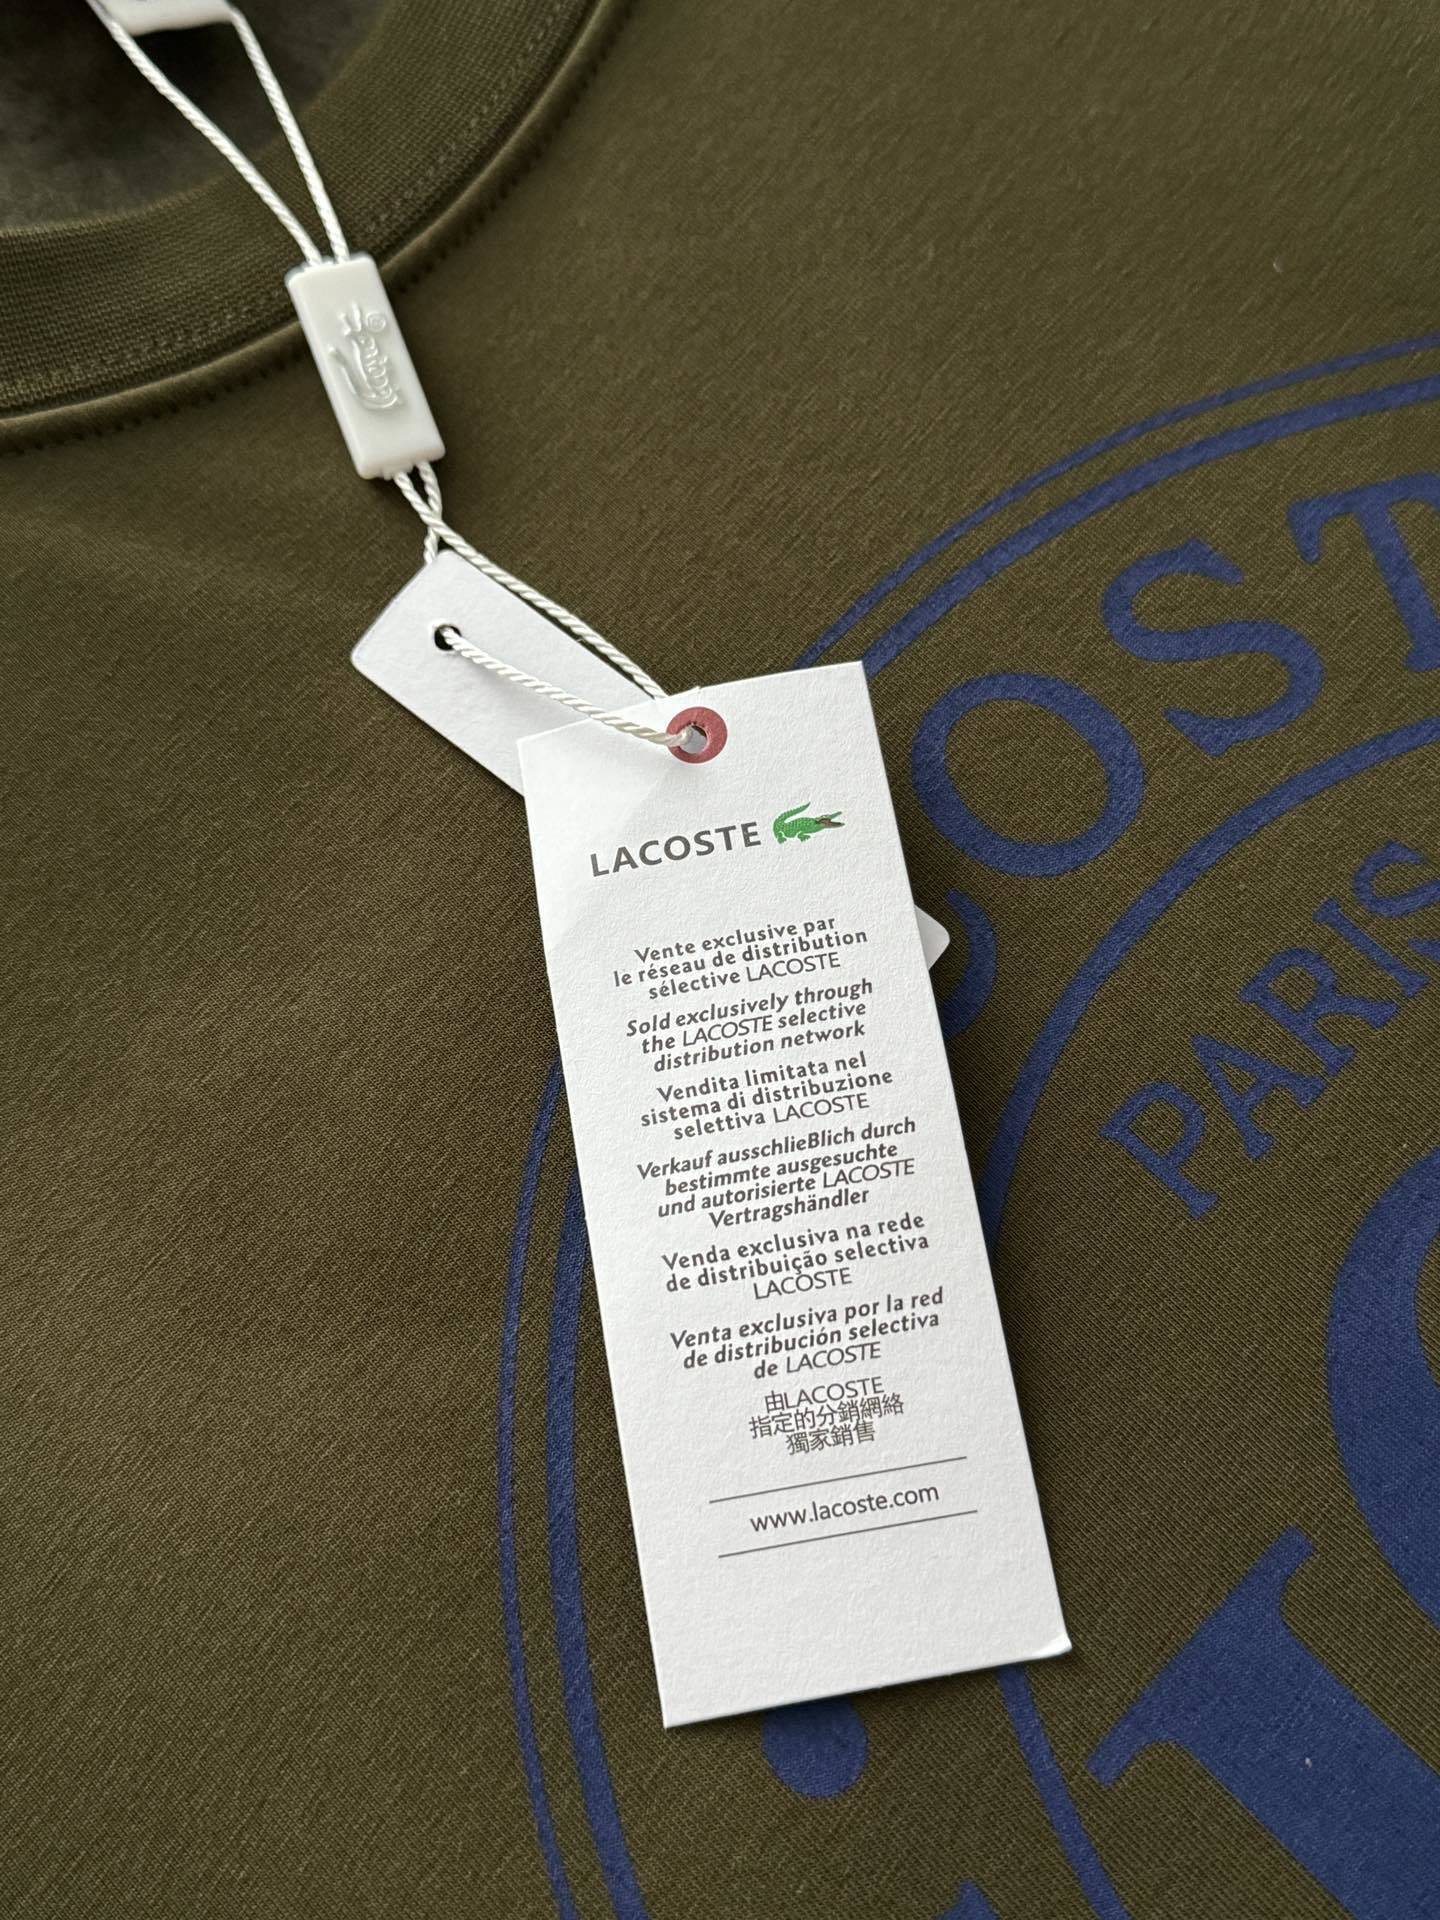 Lacoste
LACOSTE
Vente exclusive par
le réseau de distribution
sélective LACOSTE
Sold exclusively through
the LACOSTE selective
distribution network
Vendita limitata nel
sistema di distribuzione
selettiva LACOSTE
Verkauf ausschlieBlich durch
bestimmte ausgesuchte
und autorisierte LACOSTE
Vertragshändler
Venda exclusiva na rede
de distribuição selectiva
LACOSTE
Venta exclusiva por la red
de distribución selectiva
de LACOSTE
由LACOSTE
指定的分銷網絡
獨家銷售
www.lacoste.com
COST
PARIS